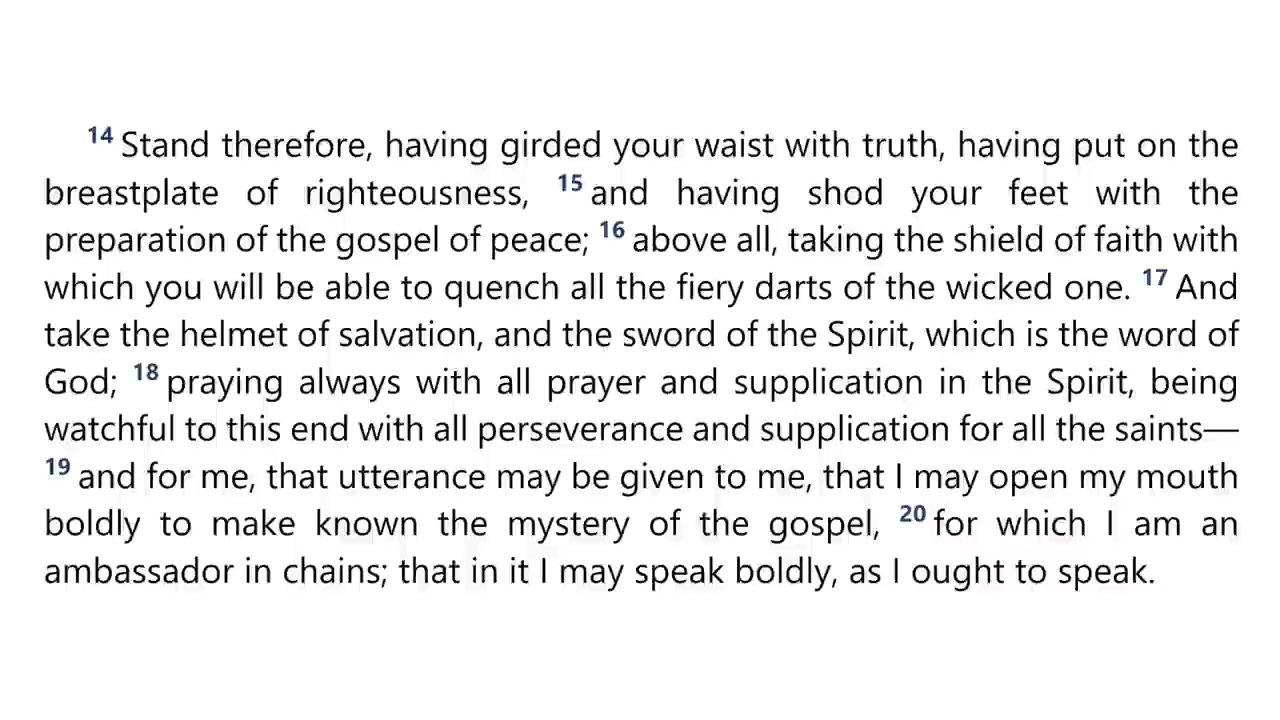 14 Stand therefore, having girded your waist with truth, having put on the
breastplate of righteousness, 15 and having shod your feet with the
preparation of the gospel of peace; 16 above all, taking the shield of faith with
which you will be able to quench all the fiery darts of the wicked one. 17 And
take the helmet of salvation, and the sword of the Spirit, which is the word of
God; 18 praying always with all prayer and supplication in the Spirit, being
watchful to this end with all perseverance and supplication for all the saints—
19 and for me, that utterance may be given to me, that I may open my mouth
boldly to make known the mystery of the gospel, 20 for which I am an
ambassador in chains; that in it I may speak boldly, as I ought to speak.